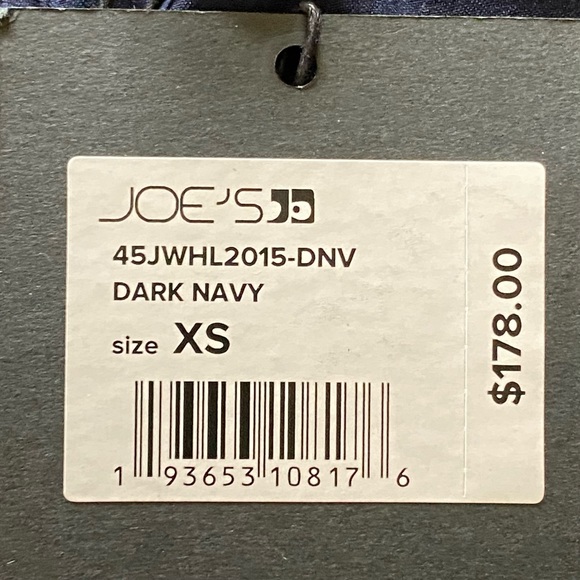 JOE'S
45JWHL2015-DNV
DARK NAVY
size XS
1 93653 10817 6
$178.00